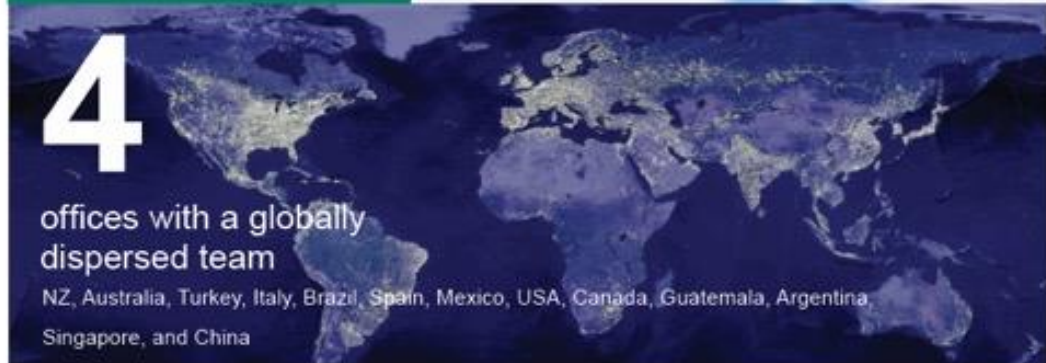 4
offices with a globally
dispersed team
NZ, Australia, Turkey, Italy, Brazil, Spain, Mexico, USA, Canada, Guatemala, Argentina,
Singapore, and China